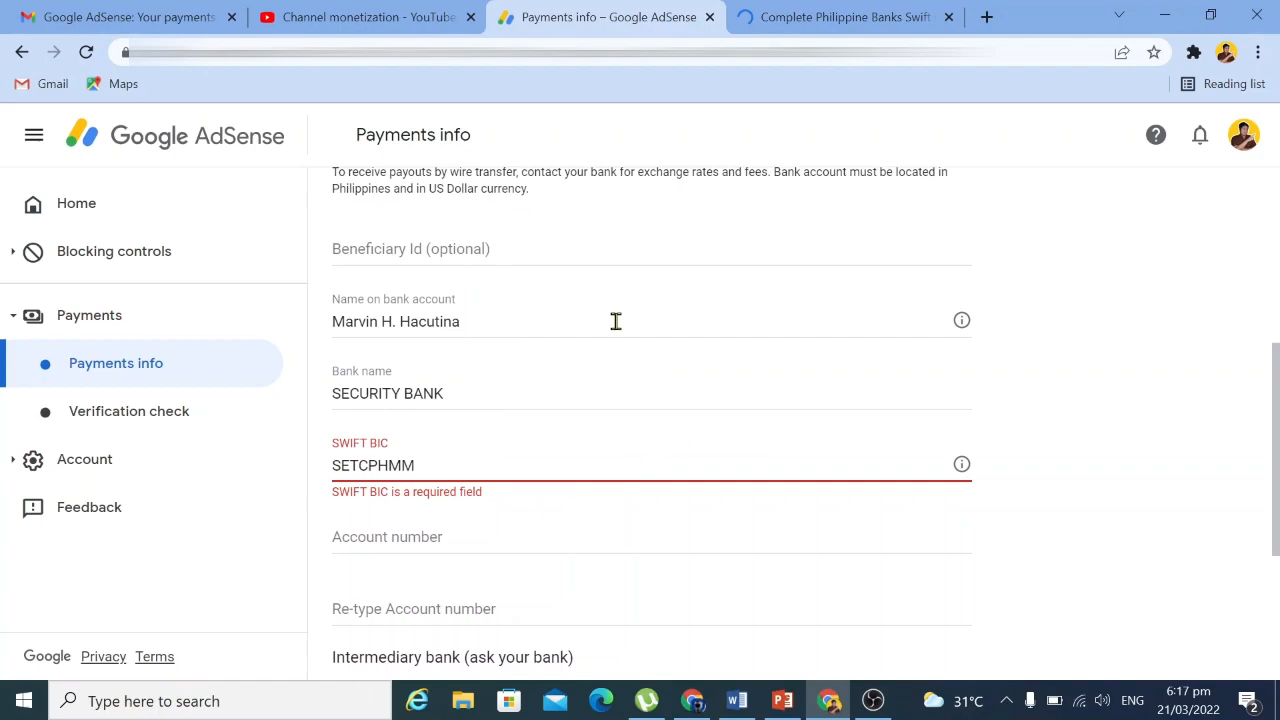 Google AdSense: Your payments
Channel monetization - YouTube
Payments info – Google AdSense
Complete Philippine Banks Swift
Gmail
Maps
Reading list
Google AdSense
Payments info
Home
Blocking controls
Payments
Payments info
Verification check
Account
Feedback
Google Privacy Terms
To receive payouts by wire transfer, contact your bank for exchange rates and fees. Bank account must be located in
Philippines and in US Dollar currency.
Beneficiary Id (optional)
Name on bank account
Marvin H. Hacutina
Bank name
SECURITY BANK
SWIFT BIC
SETCPHMM
SWIFT BIC is a required field
Account number
Re-type Account number
Intermediary bank (ask your bank)
Type here to search
31°C
ENG
6:17 pm
21/03/2022
2